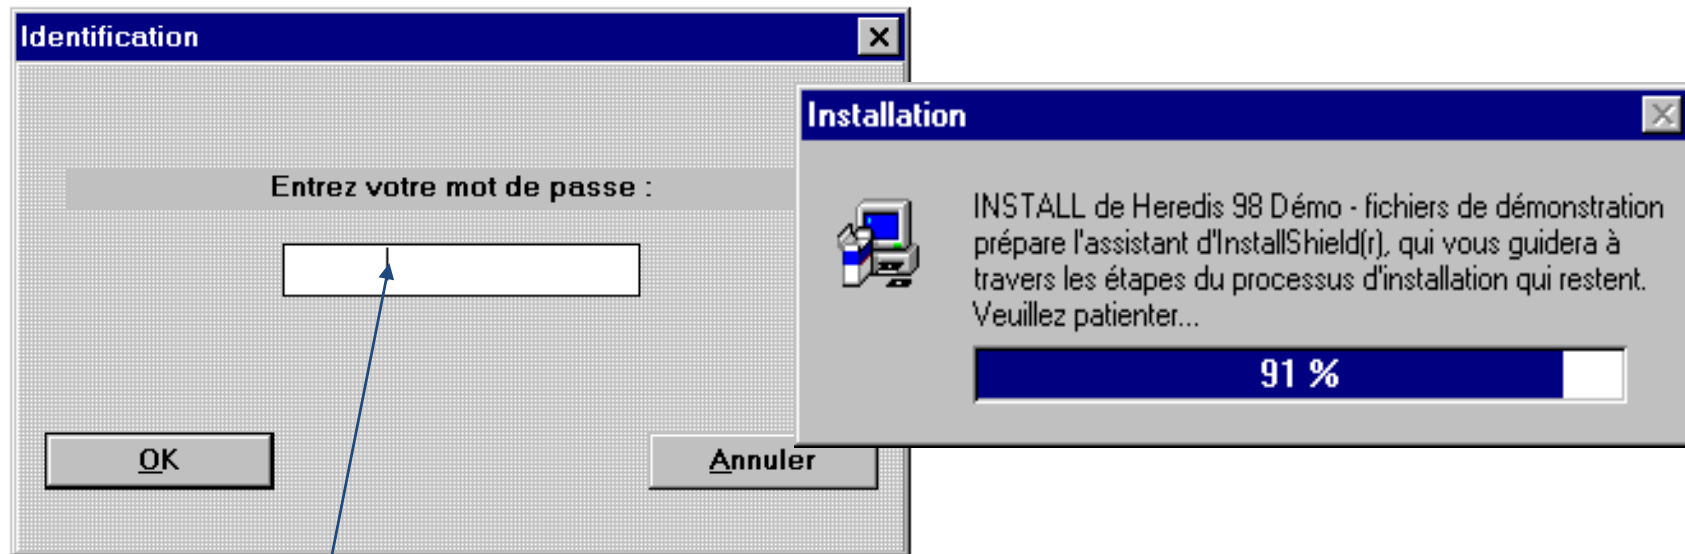 Identification
Entrez votre mot de passe :
OK
Annuler
Installation
INSTALL de Heredis 98 Démo - fichiers de démonstration
prépare l'assistant d'InstallShield(r), qui vous guidera à
travers les étapes du processus d'installation qui restent.
Veuillez patienter...
91 %